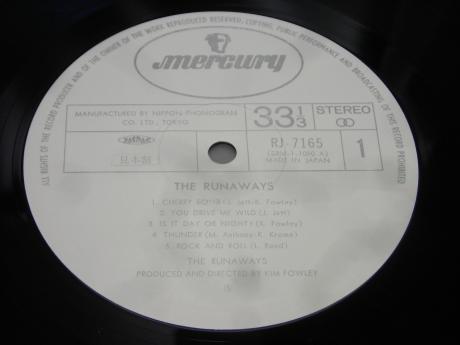 ALL RIGHTS OF THE RECORD PRODUCER AND OF THE OWNER OF THE WORK REPRODUCED RESERVED. COPYING, PUBLIC PERFORMANCE AND BROADCASTING OF THIS RECORD PROHIBITED
mercury
MANUFACTURED BY NIPPON PHONOGRAM
CO., LTD., TOKYO
33 1/3
STEREO
見本盤
RJ-7165
MADE IN JAPAN
1
THE RUNAWAYS
1. CHERRY BOMB (J. Jett-K. Fowley)
2. YOU DRIVE ME WILD (J. Jett)
3. IS IT DAY OR NIGHT? (K. Fowley)
4. THUNDER (M. Anthony-K. Krome)
5. ROCK AND ROLL (L. Reed)
THE RUNAWAYS
PRODUCED AND DIRECTED BY KIM FOWLEY